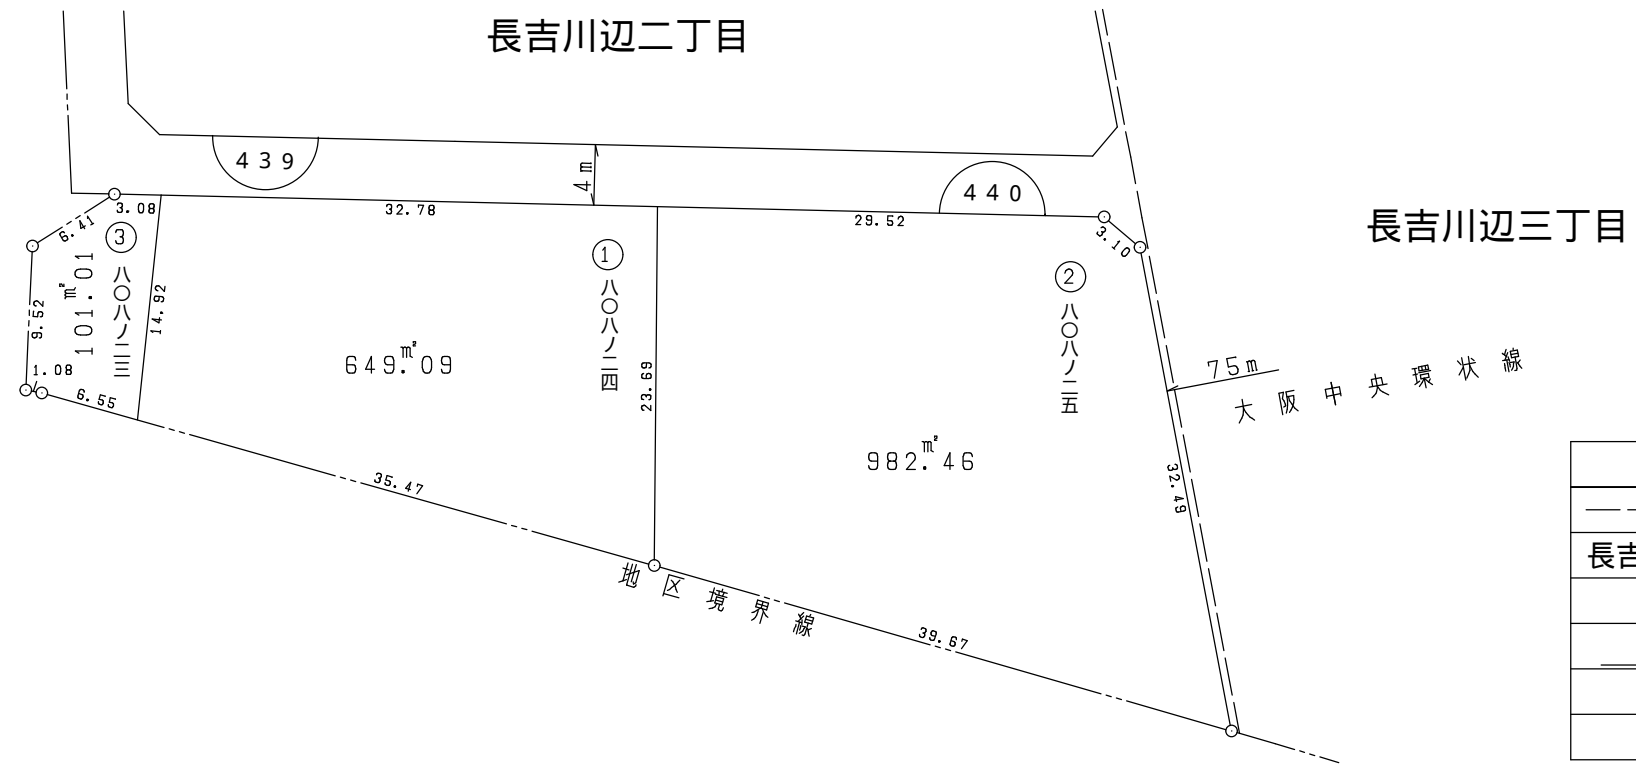 長吉川辺二丁目
439
440
4m
3.08
32.78
29.52
3.10
6.41
③
八〇八ノ二三
101.01㎡
9.52
14.92
1.08
6.55
①
八〇八ノ二四
649.09㎡
23.69
②
八〇八ノ二五
982.46㎡
長吉川辺三丁目
75m
大阪中央環状線
32.49
35.47
39.67
地区境界線
長吉